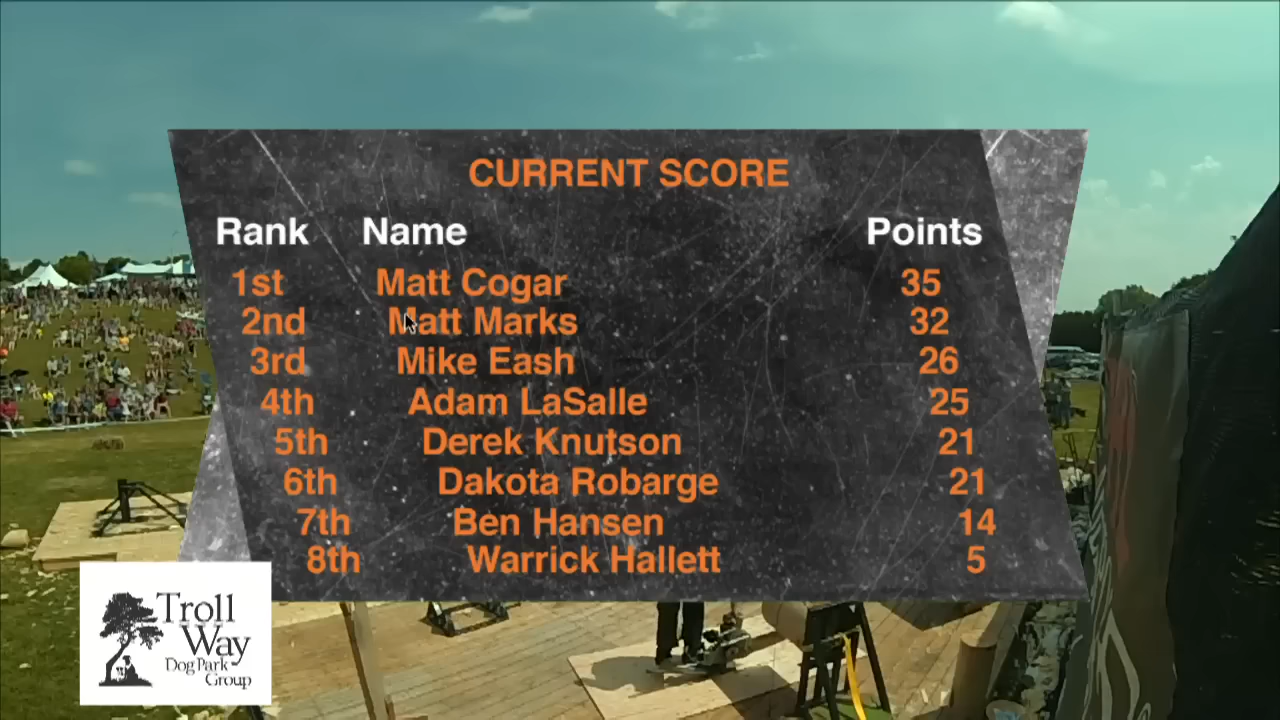 CURRENT SCORE
Rank Name Points
1st Matt Cogar 35
2nd Matt Marks 32
3rd Mike Eash 26
4th Adam LaSalle 25
5th Derek Knutson 21
6th Dakota Robarge 21
7th Ben Hansen 14
8th Warrick Hallett 5
Troll
Way
Dog Park
Group